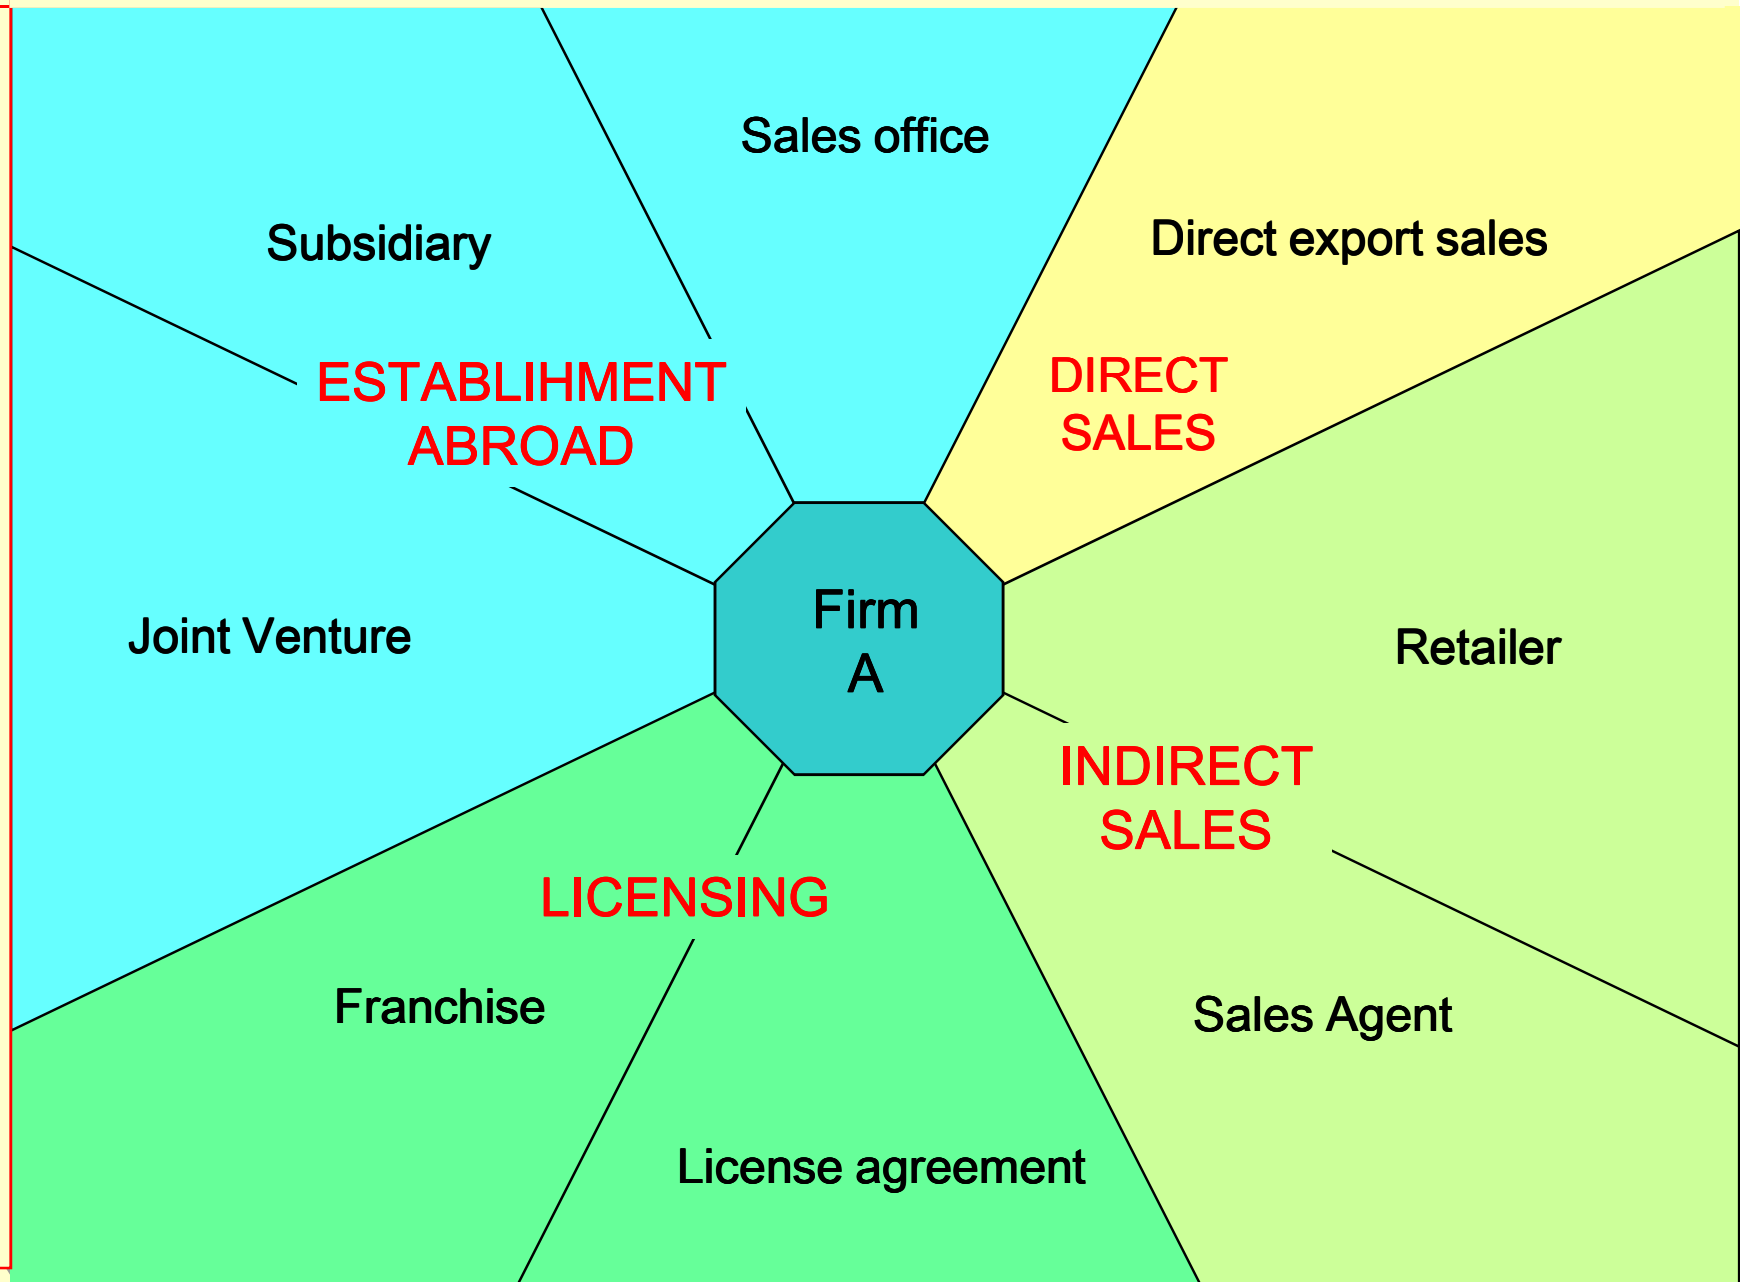 Sales office
Subsidiary
Direct export sales
ESTABLIHMENT
ABROAD
DIRECT
SALES
Firm
A
Joint Venture
Retailer
INDIRECT
SALES
LICENSING
Franchise
Sales Agent
License agreement